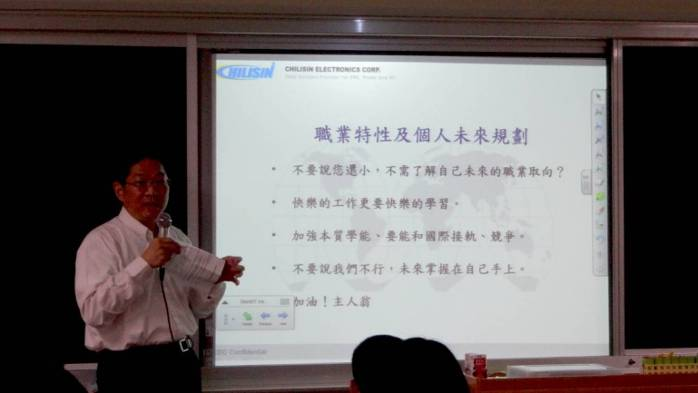 CHILISIN
CHILISIN ELECTRONICS CORP.
職業特性及個人未來規劃
• 不要說您還小，不需了解自己未來的職業取向？
• 快樂的工作更要快樂的學習。
• 加強本質學能、要能和國際接軌、競爭。
• 不要說我們不行，未來掌握在自己手上。
加油！主人翁
Confidential